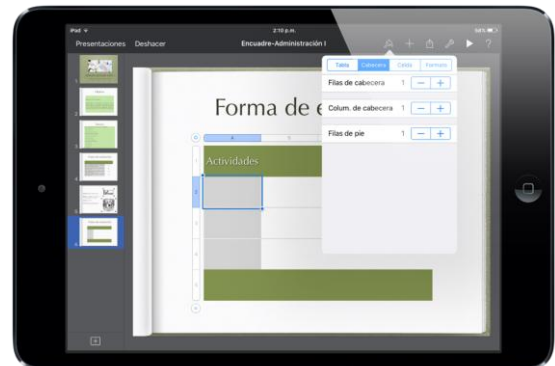 iPad
2:10 p.m.
Presentaciones Deshacer
Encuadre-Administración I
Tabla Cabecera Celda Formato
Filas de cabecera 1
Colum. de cabecera 1
Filas de pie 1
Forma de e
Actividades